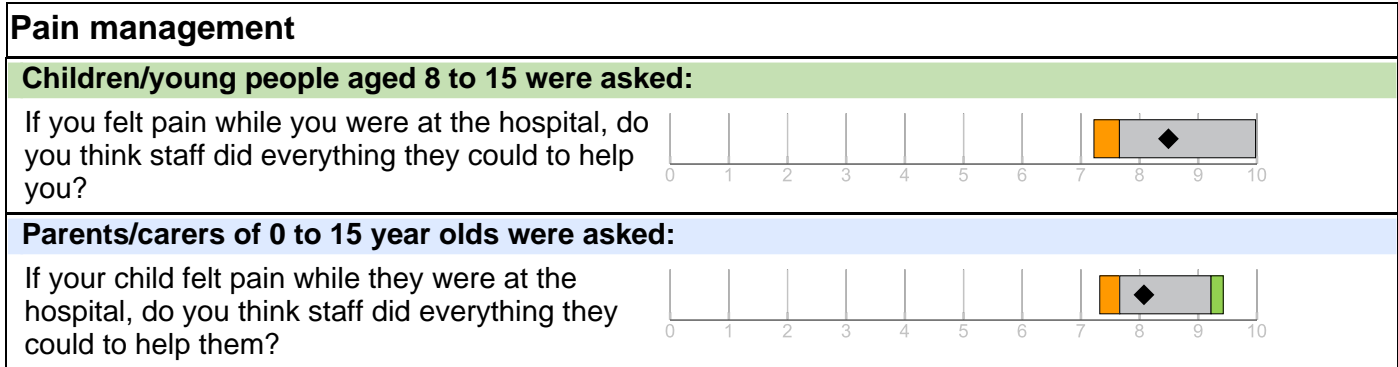 Pain management
Children/young people aged 8 to 15 were asked:
If you felt pain while you were at the hospital, do
you think staff did everything they could to help
you?
0 1 2 3 4 5 6 7 8 9 10
Parents/carers of 0 to 15 year olds were asked:
If your child felt pain while they were at the
hospital, do you think staff did everything they
could to help them?
0 1 2 3 4 5 6 7 8 9 10